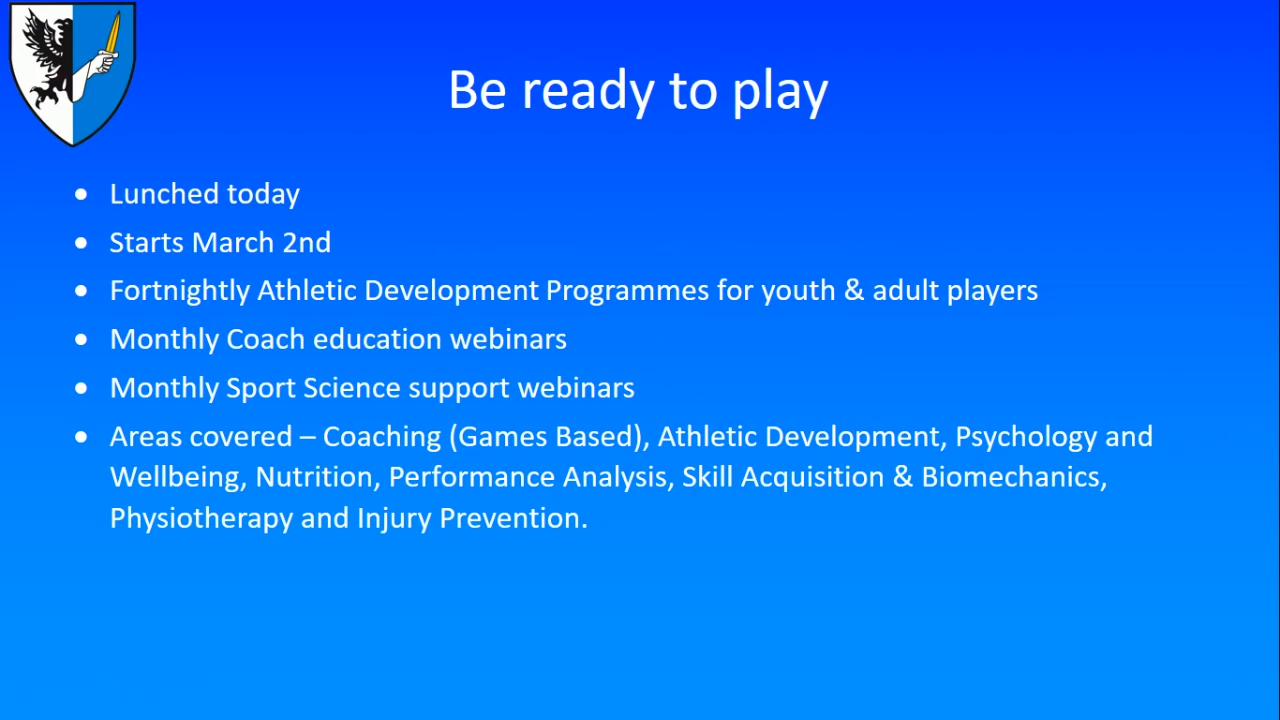 Be ready to play
• Lunched today
• Starts March 2nd
• Fortnightly Athletic Development Programmes for youth & adult players
• Monthly Coach education webinars
• Monthly Sport Science support webinars
• Areas covered – Coaching (Games Based), Athletic Development, Psychology and
Wellbeing, Nutrition, Performance Analysis, Skill Acquisition & Biomechanics,
Physiotherapy and Injury Prevention.